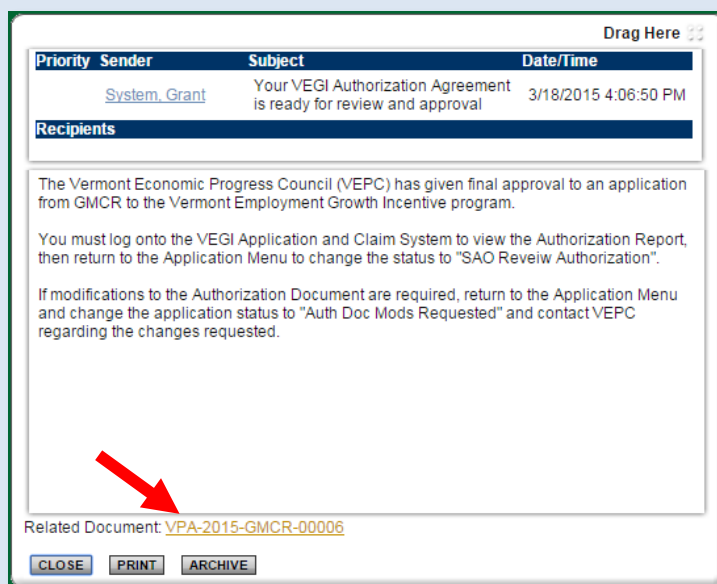 Drag Here
Priority Sender Subject Date/Time
System, Grant Your VEGI Authorization Agreement is ready for review and approval 3/18/2015 4:06:50 PM
Recipients
The Vermont Economic Progress Council (VEPC) has given final approval to an application
from GMCR to the Vermont Employment Growth Incentive program.
You must log onto the VEGI Application and Claim System to view the Authorization Report,
then return to the Application Menu to change the status to "SAO Reveiw Authorization".
If modifications to the Authorization Document are required, return to the Application Menu
and change the application status to "Auth Doc Mods Requested" and contact VEPC
regarding the changes requested.
Related Document: VPA-2015-GMCR-00006
CLOSE PRINT ARCHIVE